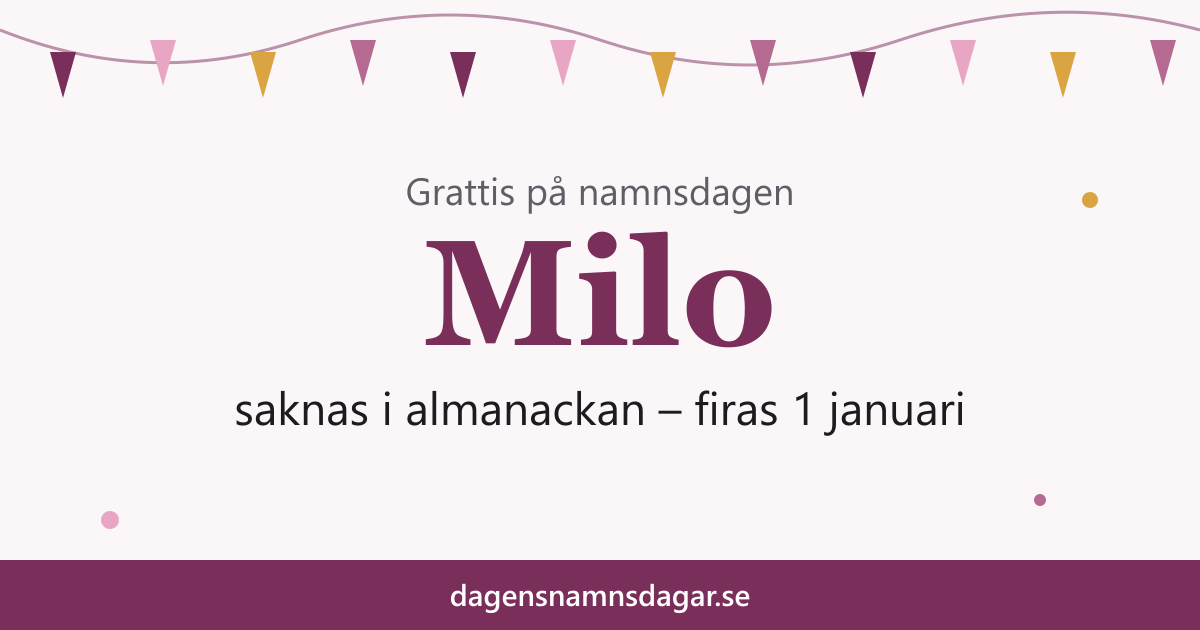 Grattis på namnsdagen
Milo
saknas i almanackan – firas 1 januari
dagensnamnsdagar.se